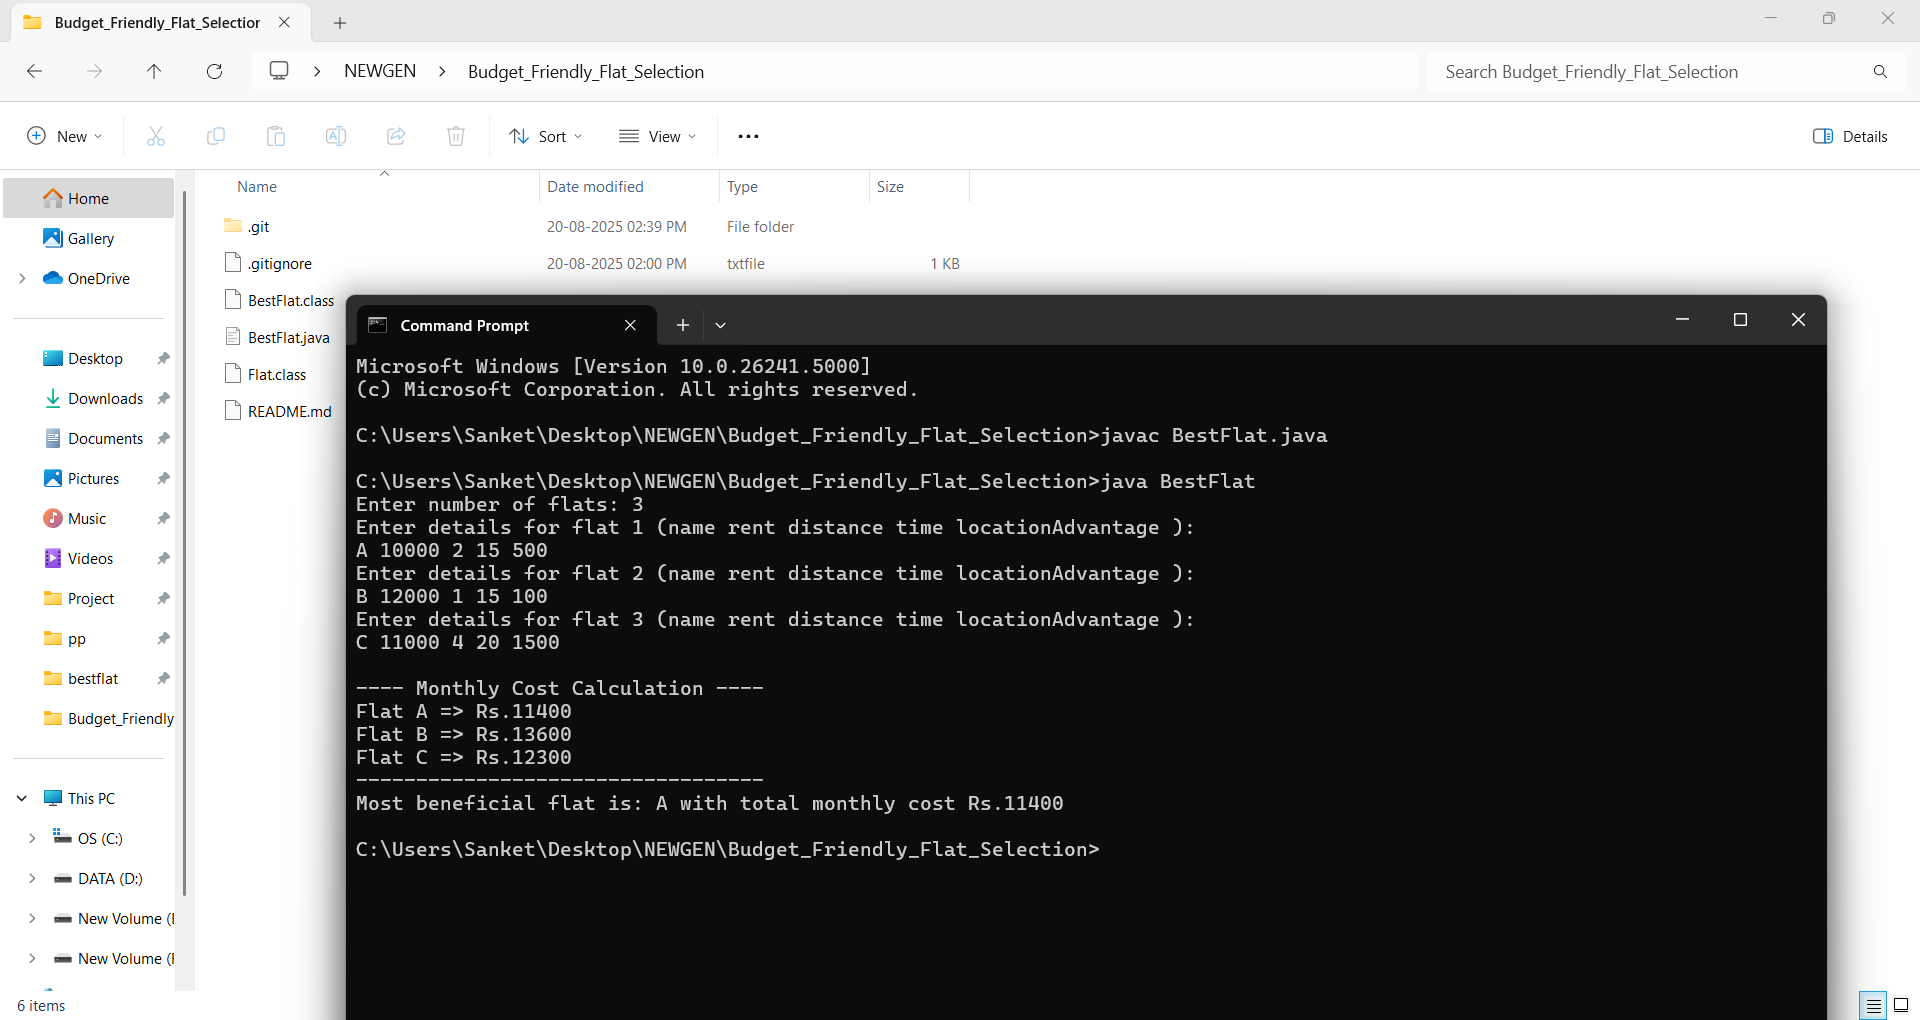 Budget_Friendly_Flat_Selection
NEWGEN
Budget_Friendly_Flat_Selection
Search Budget_Friendly_Flat_Selection
New
Sort
View
Details
Name
Date modified
Type
Size
.git
20-08-2025 02:39 PM
File folder
.gitignore
20-08-2025 02:00 PM
txtfile
1 KB
BestFlat.class
BestFlat.java
Flat.class
README.md
Home
Gallery
OneDrive
Desktop
Downloads
Documents
Pictures
Music
Videos
Project
pp
bestflat
Budget_Friendly
This PC
OS (C:)
DATA (D:)
New Volume (
New Volume (
6 items
Command Prompt
Microsoft Windows [Version 10.0.26241.5000]
(c) Microsoft Corporation. All rights reserved.
C:\Users\Sanket\Desktop\NEWGEN\Budget_Friendly_Flat_Selection>javac BestFlat.java
C:\Users\Sanket\Desktop\NEWGEN\Budget_Friendly_Flat_Selection>java BestFlat
Enter number of flats: 3
Enter details for flat 1 (name rent distance time locationAdvantage ):
A 10000 2 15 500
Enter details for flat 2 (name rent distance time locationAdvantage ):
B 12000 1 15 100
Enter details for flat 3 (name rent distance time locationAdvantage ):
C 11000 4 20 1500
---- Monthly Cost Calculation ----
Flat A => Rs.11400
Flat B => Rs.13600
Flat C => Rs.12300
----------------------------------
Most beneficial flat is: A with total monthly cost Rs.11400
C:\Users\Sanket\Desktop\NEWGEN\Budget_Friendly_Flat_Selection>